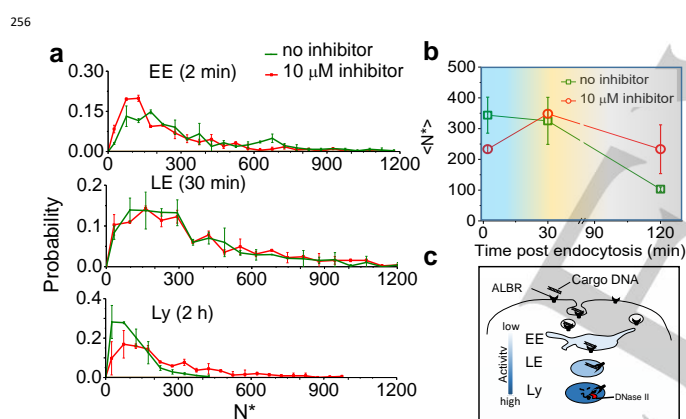 256
a
no inhibitor
10 μM inhibitor
EE (2 min)
0.30
0.15
0.00
0 300 600 900 1200
LE (30 min)
0.2
0.1
0.0
0 300 600 900 1200
Probability
Ly (2 h)
0.4
0.2
0.0
0 300 600 900 1200
N*
b
no inhibitor
10 μM inhibitor
500
400
300
200
100
0
<N*>
0 30 90 120
Time post endocytosis (min)
c
ALBR
Cargo DNA
low
EE
Activity
LE
Ly
high
DNase II